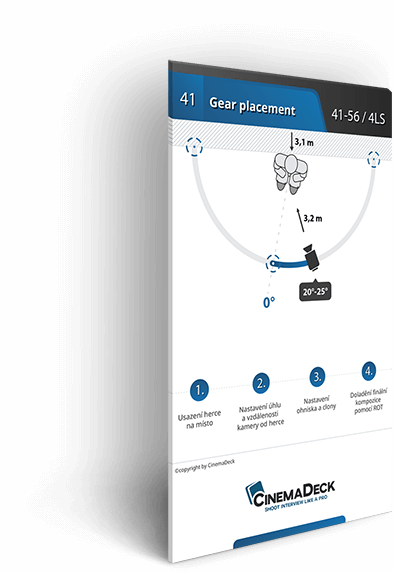 41 Gear placement 41-56 / 4LS
3,1 m
3,2 m
20°-25°
0°
1.
Usazení herce
na místo
2.
Nastavení úhlu
a vzdálenosti
kamery od herce
3.
Nastavení
ohniska a clony
4.
Doladění finální
kompozice
pomocí ROT
©copyright by CinemaDeck
CINEMADECK
SHOOT INTERVIEW LIKE A PRO